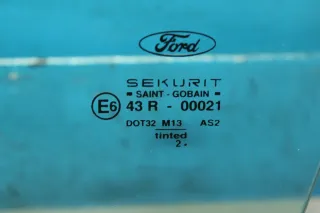 Ford
SEKURIT
SAINT - GOBAIN
E6 43 R - 00021
DOT32 M13 AS2
tinted
2.